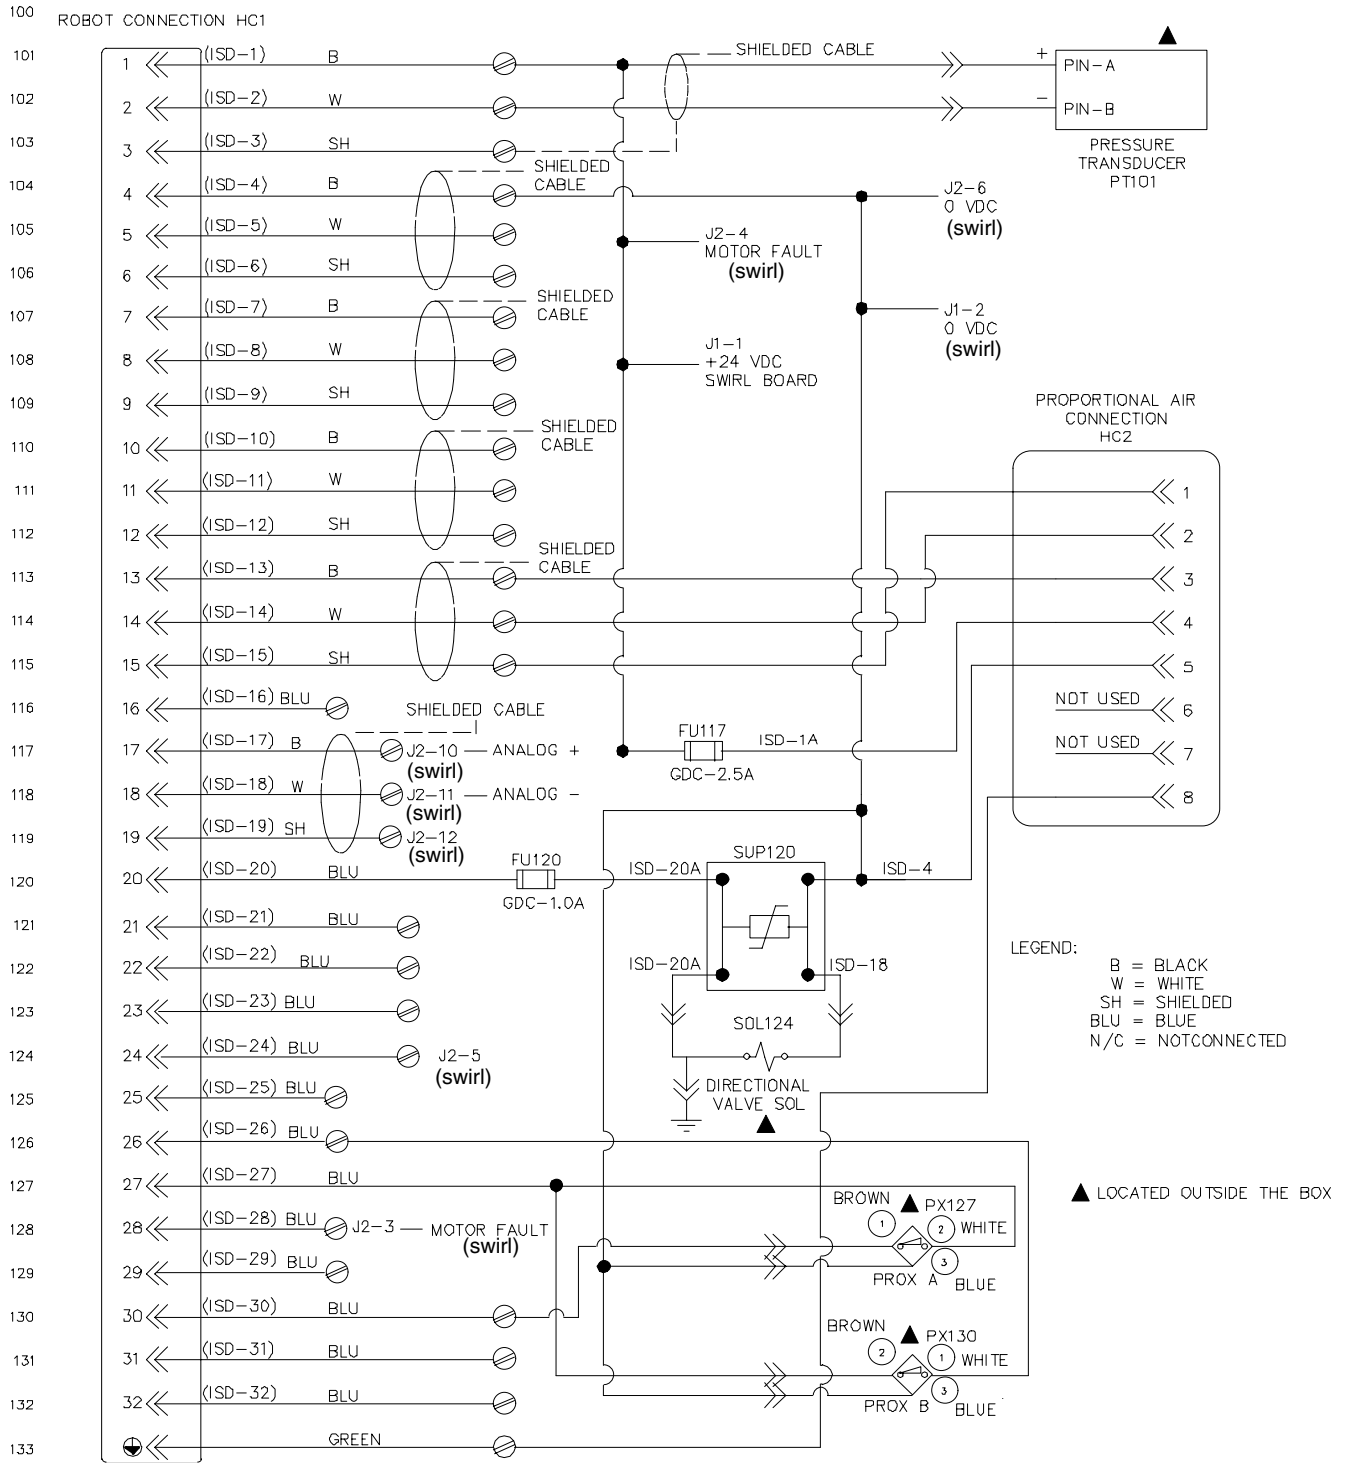 100 ROBOT CONNECTION HC1
101 1 (ISD-1) B SHIELDED CABLE + PIN-A
102 2 (ISD-2) W − PIN-B
103 3 (ISD-3) SH
PRESSURE
TRANSDUCER
PT101
SHIELDED
CABLE
104 4 (ISD-4) B
J2-6
0 VDC
(swirl)
105 5 (ISD-5) W
J2-4
MOTOR FAULT
(swirl)
106 6 (ISD-6) SH
SHIELDED
CABLE
107 7 (ISD-7) B
J1-2
0 VDC
(swirl)
108 8 (ISD-8) W
J1-1
+24 VDC
SWIRL BOARD
109 9 (ISD-9) SH
PROPORTIONAL AIR
CONNECTION
HC2
SHIELDED
CABLE
110 10 (ISD-10) B
111 11 (ISD-11) W 1
112 12 (ISD-12) SH 2
SHIELDED
CABLE
113 13 (ISD-13) B 3
114 14 (ISD-14) W 4
115 15 (ISD-15) SH 5
116 16 (ISD-16) BLU NOT USED 6
SHIELDED CABLE
117 17 (ISD-17) B J2-10 — ANALOG +
(swirl)
FU117
GDC-2.5A
ISD-1A
NOT USED 7
118 18 (ISD-18) W J2-11 — ANALOG − 8
(swirl)
119 19 (ISD-19) SH J2-12
(swirl)
120 20 (ISD-20) BLU
FU120
GDC-1.0A
ISD-20A
SUP120
ISD-4
121 21 (ISD-21) BLU
122 22 (ISD-22) BLU
ISD-20A
ISD-18
LEGEND:
B = BLACK
W = WHITE
SH = SHIELDED
BLU = BLUE
N/C = NOTCONNECTED
123 23 (ISD-23) BLU
SOL124
124 24 (ISD-24) BLU J2-5
(swirl)
DIRECTIONAL
VALVE SOL
125 25 (ISD-25) BLU
126 26 (ISD-26) BLU
127 27 (ISD-27) BLU
▲ LOCATED OUTSIDE THE BOX
128 28 (ISD-28) BLU J2-3 — MOTOR FAULT
(swirl)
BROWN PX127
1 2 WHITE
129 29 (ISD-29) BLU
PROX A 3 BLUE
130 30 (ISD-30) BLU
BROWN PX130
131 31 (ISD-31) BLU
2 1 WHITE
132 32 (ISD-32) BLU
PROX B 3 BLUE
133 GREEN